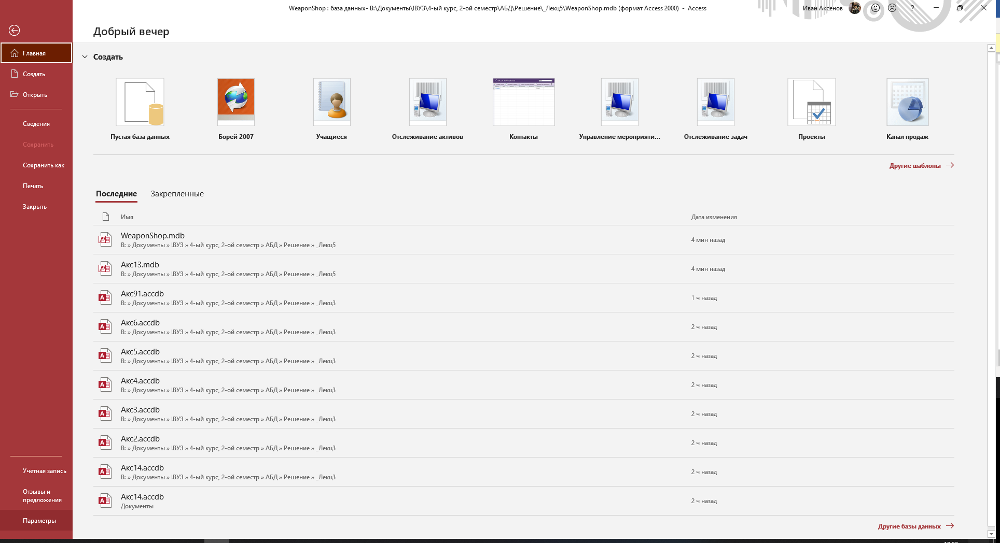 WeaponShop : база данных- B:\Документы\!ВУЗ\4-ый курс, 2-ой семестр\АБД\Решение\_Лекц5\WeaponShop.mdb (формат Access 2000) - Access
Иван Аксенов
?
Добрый вечер
Главная
Создать
Открыть
Сведения
Сохранить
Сохранить как
Печать
Закрыть
Учетная запись
Отзывы и
предложения
Параметры
Создать
Пустая база данных
Борей 2007
Учащиеся
Отслеживание активов
Контакты
Управление мероприяти...
Отслеживание задач
Проекты
Канал продаж
Другие шаблоны
Последние
Закрепленные
Имя
Дата изменения
WeaponShop.mdb
B: » Документы » !ВУЗ » 4-ый курс, 2-ой семестр » АБД » Решение » _Лекц5
4 мин назад
Акс13.mdb
B: » Документы » !ВУЗ » 4-ый курс, 2-ой семестр » АБД » Решение » _Лекц5
4 мин назад
Акс91.accdb
B: » Документы » !ВУЗ » 4-ый курс, 2-ой семестр » АБД » Решение » _Лекц3
1 ч назад
Акс6.accdb
B: » Документы » !ВУЗ » 4-ый курс, 2-ой семестр » АБД » Решение » _Лекц3
2 ч назад
Акс5.accdb
B: » Документы » !ВУЗ » 4-ый курс, 2-ой семестр » АБД » Решение » _Лекц3
2 ч назад
Акс4.accdb
B: » Документы » !ВУЗ » 4-ый курс, 2-ой семестр » АБД » Решение » _Лекц3
2 ч назад
Акс3.accdb
B: » Документы » !ВУЗ » 4-ый курс, 2-ой семестр » АБД » Решение » _Лекц3
2 ч назад
Акс2.accdb
B: » Документы » !ВУЗ » 4-ый курс, 2-ой семестр » АБД » Решение » _Лекц3
2 ч назад
Акс14.accdb
B: » Документы » !ВУЗ » 4-ый курс, 2-ой семестр » АБД » Решение » _Лекц3
2 ч назад
Акс14.accdb
Документы
2 ч назад
Другие базы данных